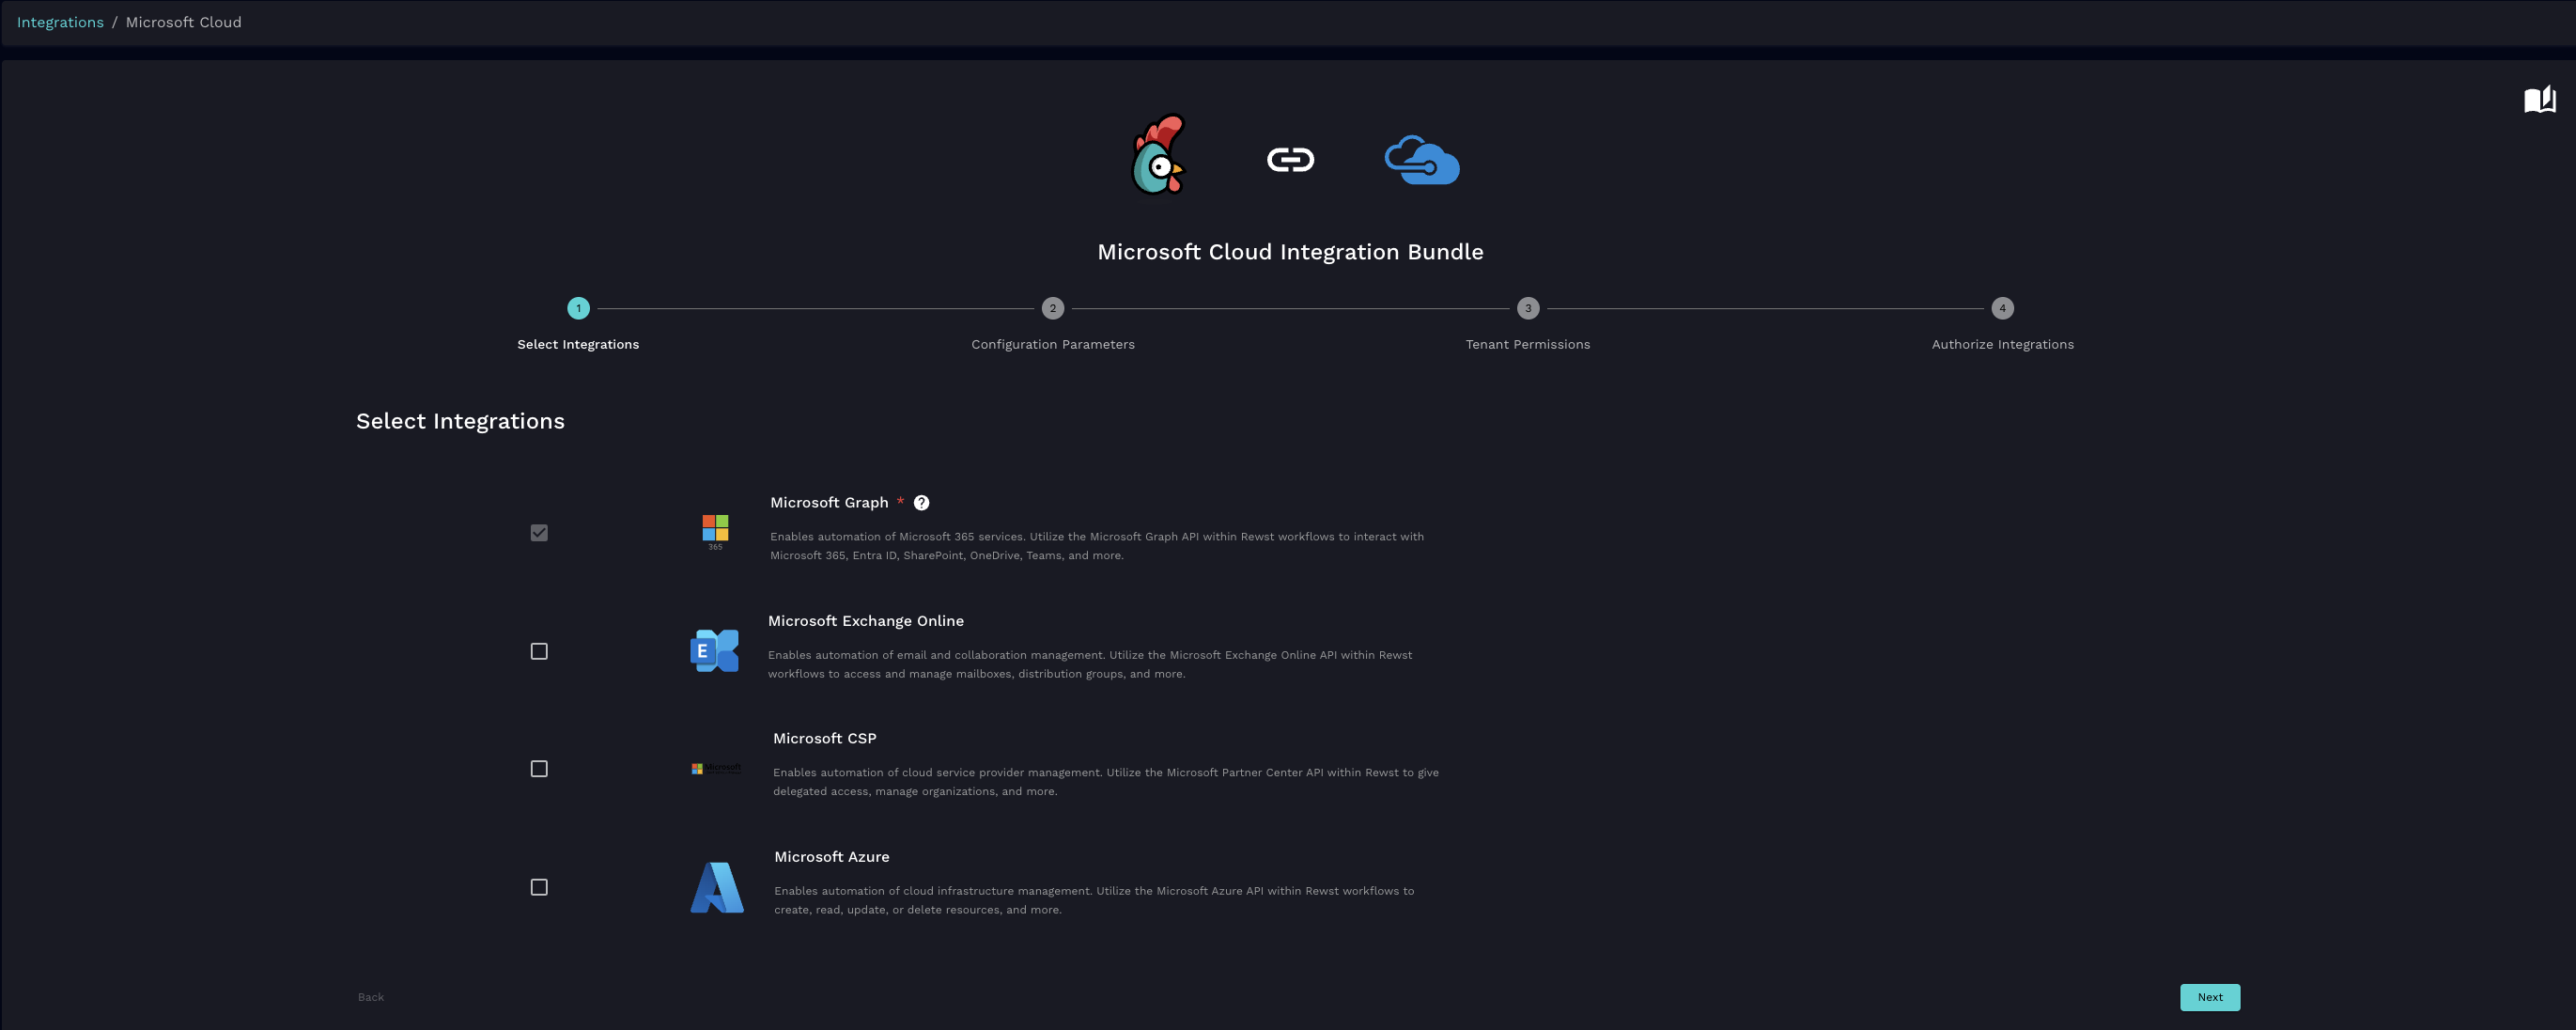 Integrations / Microsoft Cloud
Microsoft Cloud Integration Bundle
1
2
3
4
Select Integrations
Configuration Parameters
Tenant Permissions
Authorize Integrations
Select Integrations
Microsoft Graph *
365
Enables automation of Microsoft 365 services. Utilize the Microsoft Graph API within Rewst workflows to interact with
Microsoft 365, Entra ID, SharePoint, OneDrive, Teams, and more.
Microsoft Exchange Online
E
Enables automation of email and collaboration management. Utilize the Microsoft Exchange Online API within Rewst
workflows to access and manage mailboxes, distribution groups, and more.
Microsoft CSP
Microsoft
Enables automation of cloud service provider management. Utilize the Microsoft Partner Center API within Rewst to give
delegated access, manage organizations, and more.
Microsoft Azure
Enables automation of cloud infrastructure management. Utilize the Microsoft Azure API within Rewst workflows to
create, read, update, or delete resources, and more.
Back
Next